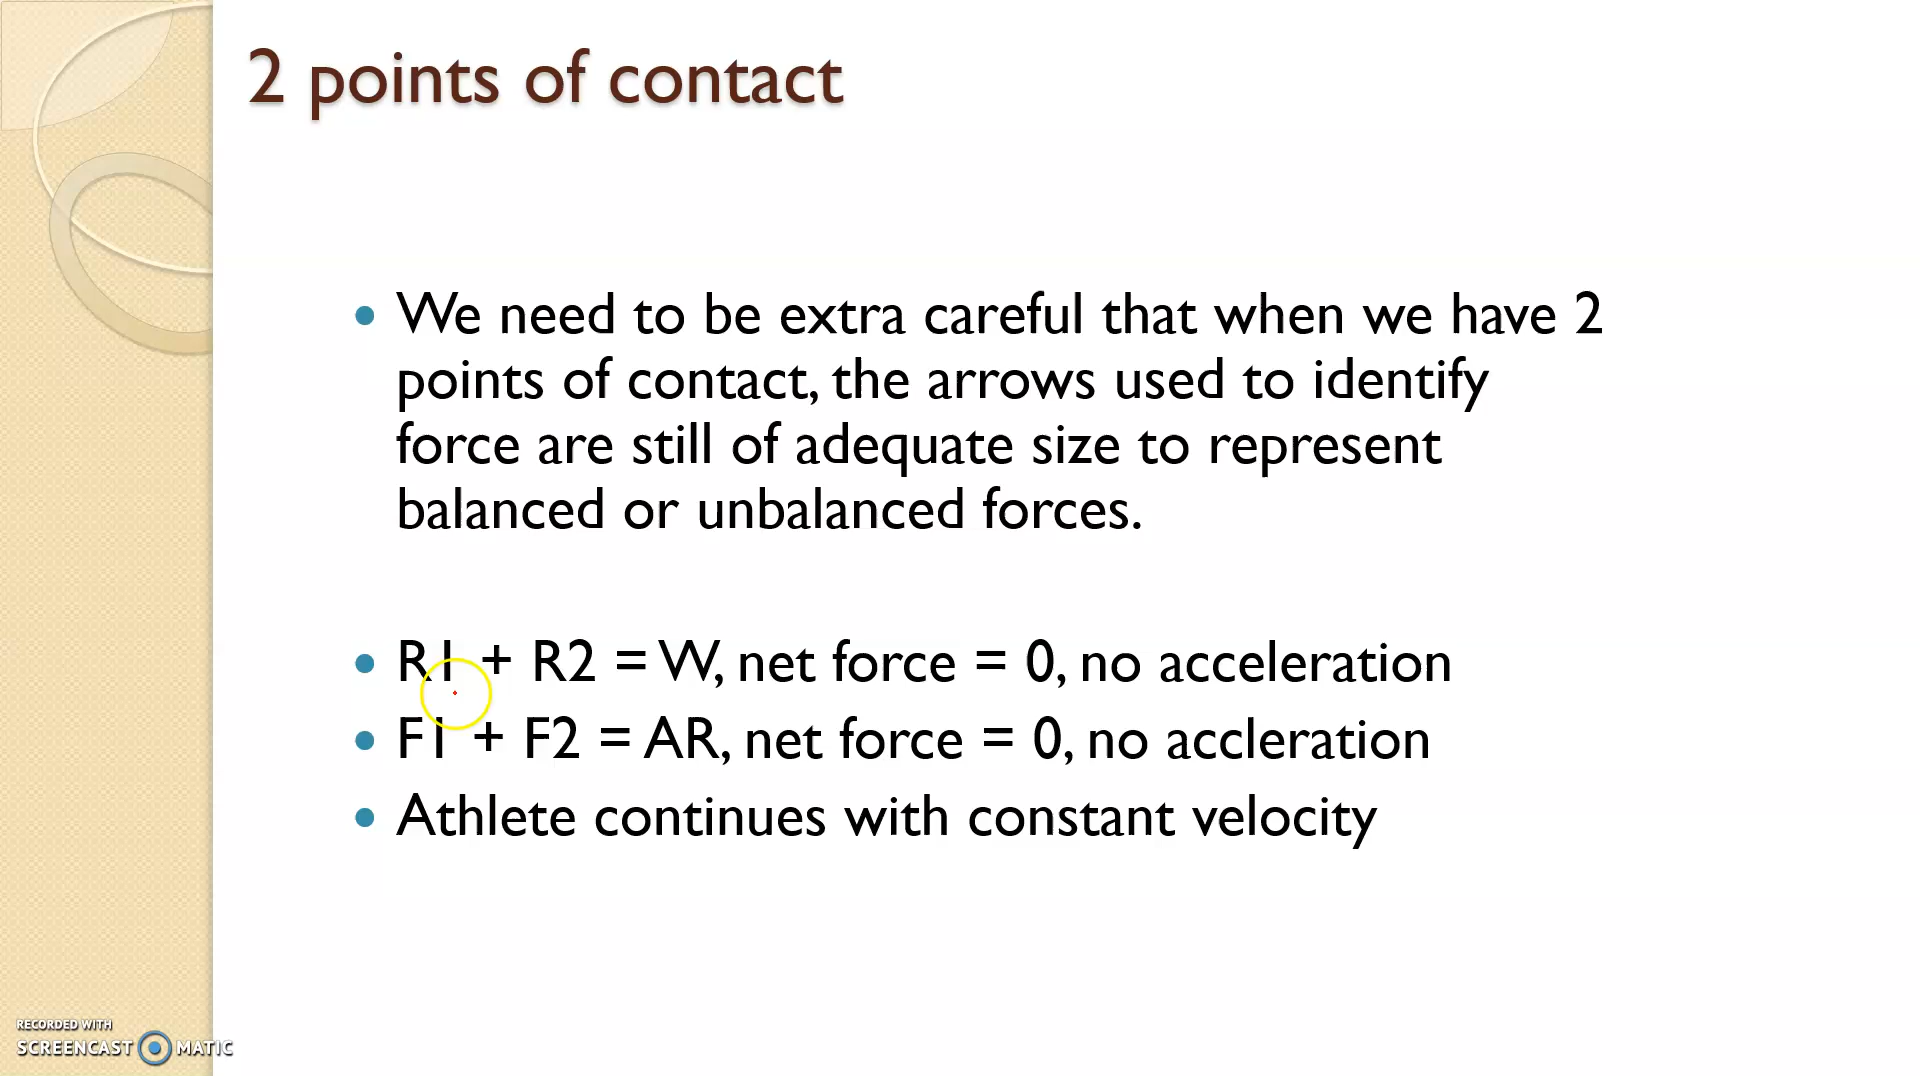 2 points of contact
• We need to be extra careful that when we have 2
points of contact, the arrows used to identify
force are still of adequate size to represent
balanced or unbalanced forces.
• R1 + R2 = W, net force = 0, no acceleration
• F1 + F2 = AR, net force = 0, no accleration
• Athlete continues with constant velocity
RECORDED WITH
SCREENCAST MATIC